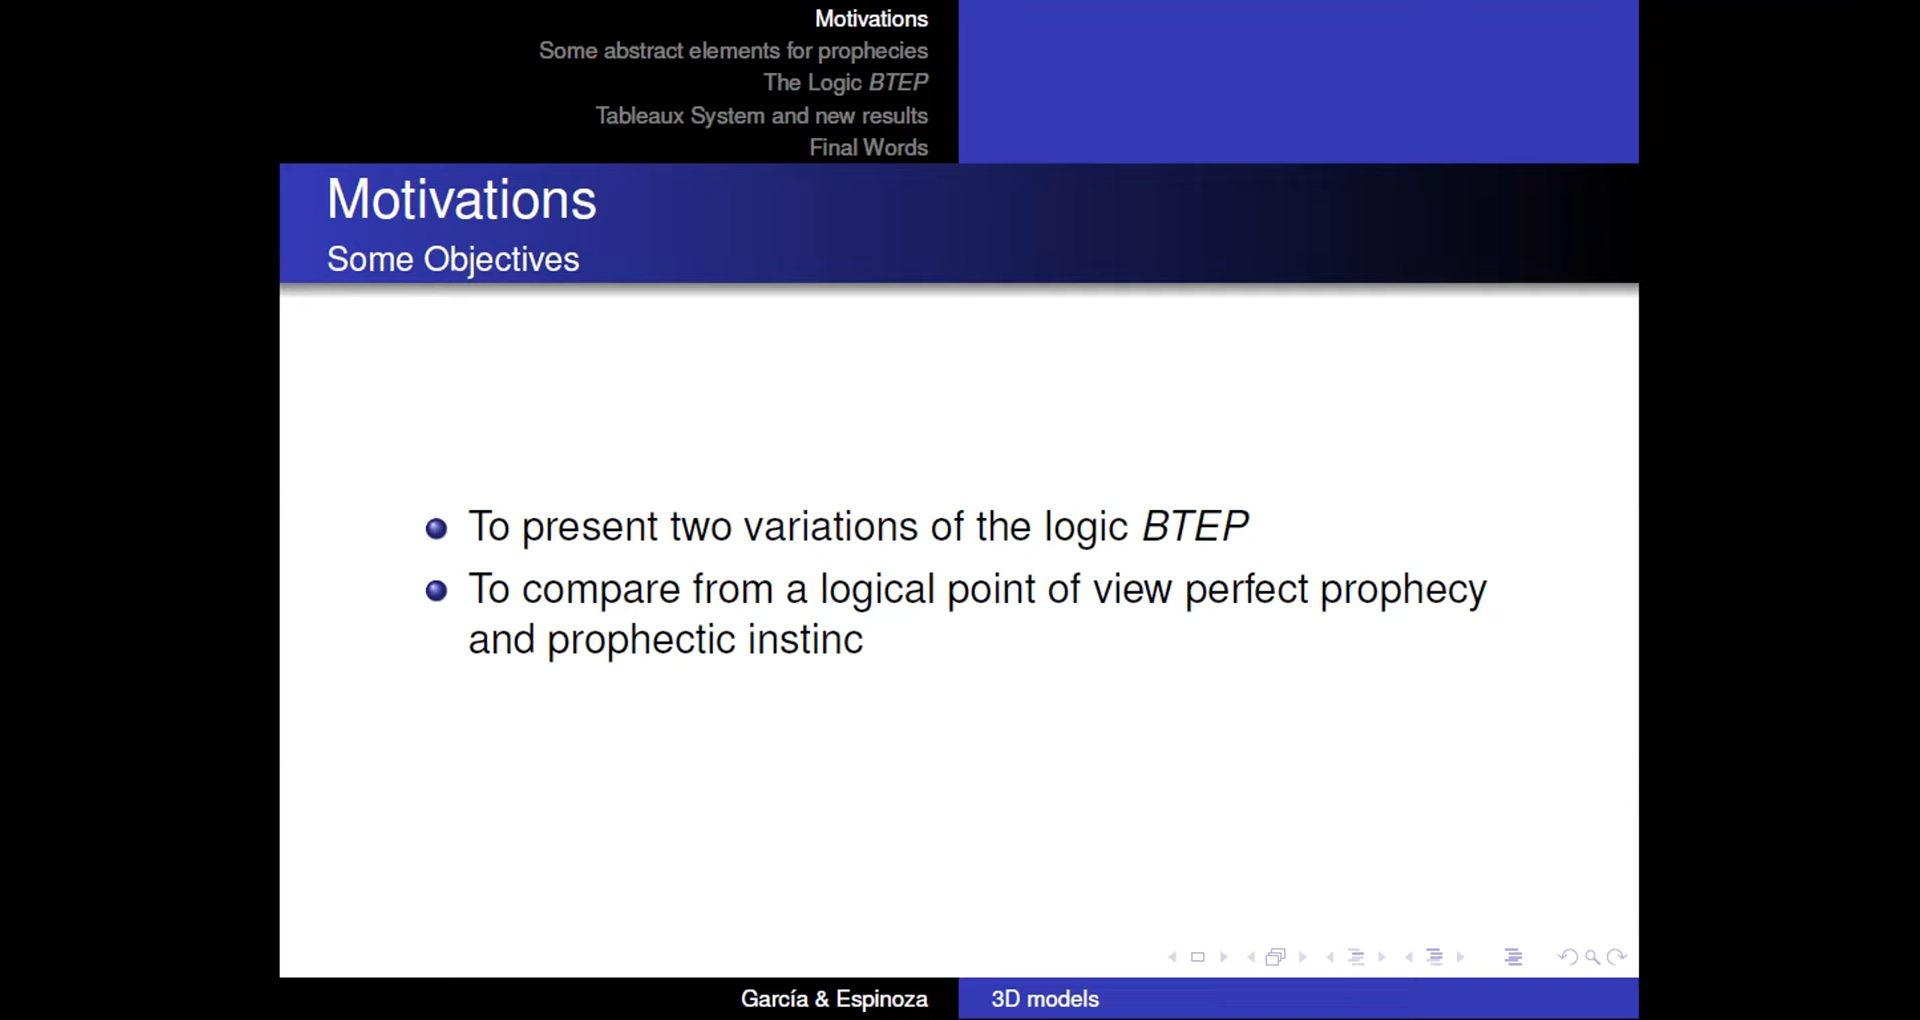 Motivations
Some abstract elements for prophecies
The Logic BTEP
Tableaux System and new results
Final Words
Motivations
Some Objectives
To present two variations of the logic BTEP
To compare from a logical point of view perfect prophecy
and prophectic instinc
García & Espinoza
3D models